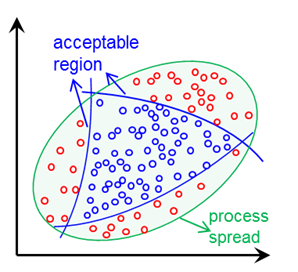 acceptable
region
process
spread